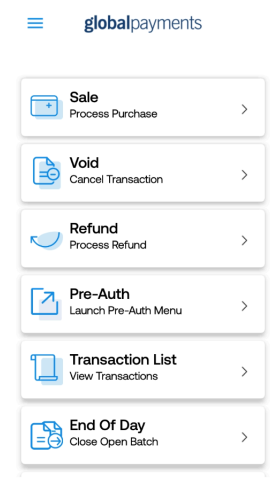 globalpayments
Sale
Process Purchase
Void
Cancel Transaction
Refund
Process Refund
Pre-Auth
Launch Pre-Auth Menu
Transaction List
View Transactions
End Of Day
Close Open Batch